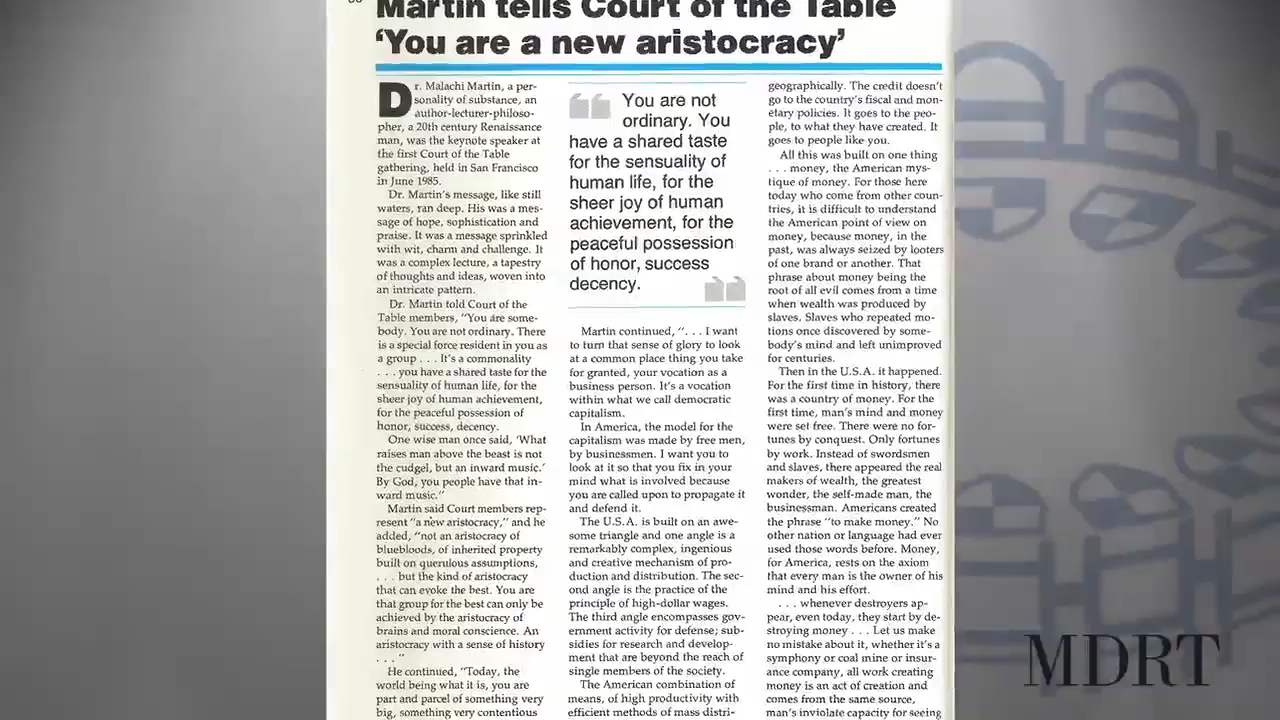 Martin tells Court of the Table
'You are a new aristocracy'
Dr. Malachi Martin, a per-
sonality of substance, an
author-lecturer-philoso-
pher, a 20th century Renaissance
man, was the keynote speaker at
the first Court of the Table
gathering, held in San Francisco
in June 1985.
Dr. Martin's message, like still
waters, ran deep. His was a mes-
sage of hope, sophistication and
praise. It was a message sprinkled
with wit, charm and challenge. It
was a complex lecture, a tapestry
of thoughts and ideas, woven into
an intricate pattern.
Dr. Martin told Court of the
Table members, "You are some-
body. You are not ordinary. There
is a special force resident in you as
a group . . . It's a commonality
. . . you have a shared taste for the
sensuality of human life, for the
sheer joy of human achievement,
for the peaceful possession of
honor, success, decency.
One wise man once said, 'What
raises man above the beast is not
the cudgel, but an inward music.'
By God, you people have that in-
ward music."
Martin said Court members rep-
resent "a new aristocracy," and he
added, "not an aristocracy of
bluebloods, of inherited property
built on querulous assumptions,
. . . but the kind of aristocracy
that can evoke the best. You are
that group for the best can only be
achieved by the aristocracy of
brains and moral conscience. An
aristocracy with a sense of history
. . . "
He continued, "Today, the
world being what it is, you are
part and parcel of something very
big, something very contentious
"You are not
ordinary. You
have a shared taste
for the sensuality of
human life, for the
sheer joy of human
achievement, for the
peaceful possession
of honor, success
decency."
Martin continued, ". . . I want
to turn that sense of glory to look
at a common place thing you take
for granted, your vocation as a
business person. It's a vocation
within what we call democratic
capitalism.
In America, the model for the
capitalism was made by free men,
by businessmen. I want you to
look at it so that you fix in your
mind what is involved because
you are called upon to propagate it
and defend it.
The U.S.A. is built on an awe-
some triangle and one angle is a
remarkably complex, ingenious
and creative mechanism of pro-
duction and distribution. The sec-
ond angle is the practice of the
principle of high-dollar wages.
The third angle encompasses gov-
ernment activity for defense; sub-
sidies for research and develop-
ment that are beyond the reach of
single members of the society.
The American combination of
means, of high productivity with
efficient methods of mass distri-
geographically. The credit doesn't
go to the country's fiscal and mon-
etary policies. It goes to the peo-
ple, to what they have created. It
goes to people like you.
All this was built on one thing
. . . money, the American mys-
tique of money. For those here
today who come from other coun-
tries, it is difficult to understand
the American point of view on
money, because money, in the
past, was always seized by looters
of one brand or another. That
phrase about money being the
root of all evil comes from a time
when wealth was produced by
slaves. Slaves who repeated mo-
tions once discovered by some-
body's mind and left unimproved
for centuries.
Then in the U.S.A. it happened.
For the first time in history, there
was a country of money. For the
first time, man's mind and money
were set free. There were no for-
tunes by conquest. Only fortunes
by work. Instead of swordsmen
and slaves, there appeared the real
makers of wealth, the greatest
wonder, the self-made man, the
businessman. Americans created
the phrase "to make money." No
other nation or language had ever
used those words before. Money,
for America, rests on the axiom
that every man is the owner of his
mind and his effort.
. . . whenever destroyers ap-
pear, even today, they start by de-
stroying money . . . Let us make
no mistake about it, whether it's a
symphony or coal mine or insur-
ance company, all work creating
money is an act of creation and
comes from the same source,
man's inviolate capacity for seeing
MDRT